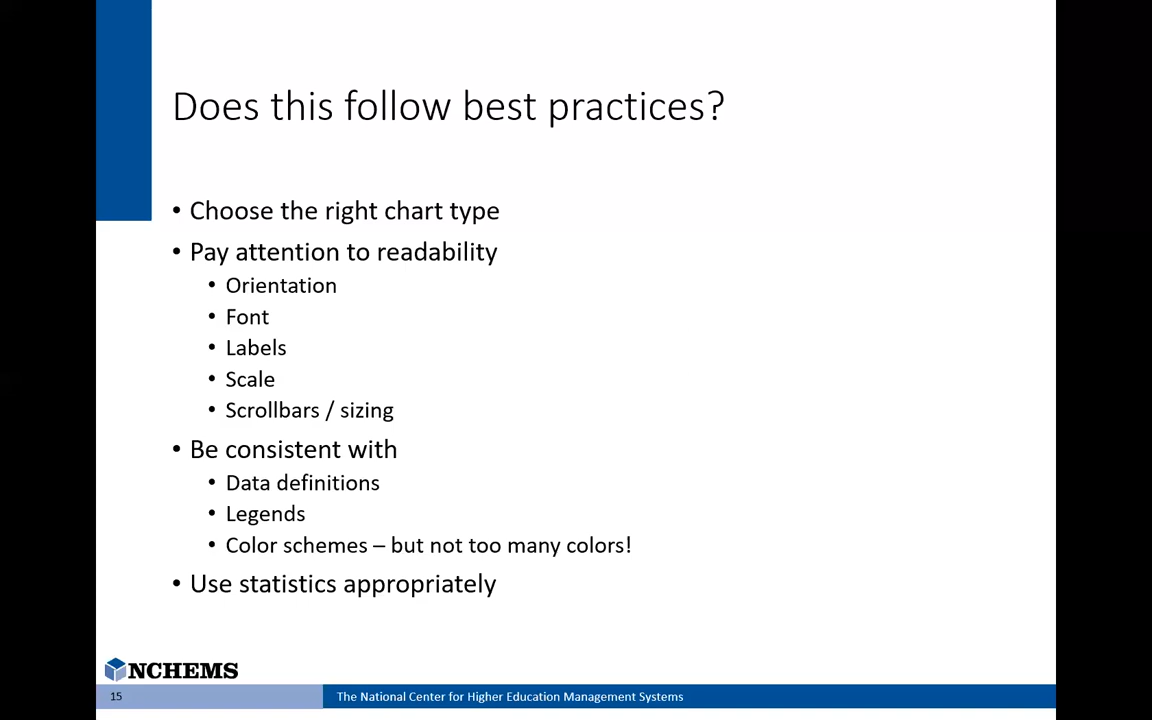 Does this follow best practices?
• Choose the right chart type
• Pay attention to readability
• Orientation
• Font
• Labels
• Scale
• Scrollbars / sizing
• Be consistent with
• Data definitions
• Legends
• Color schemes – but not too many colors!
• Use statistics appropriately
NCHEMS
15
The National Center for Higher Education Management Systems